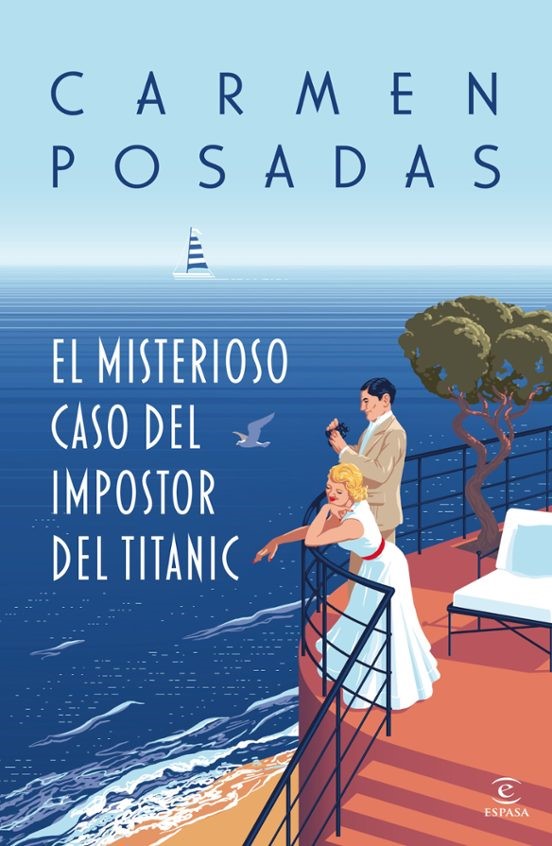 CARMEN
POSADAS
EL MISTERIOSO
CASO DEL
IMPOSTOR
DEL TITANIC
e
ESPASA